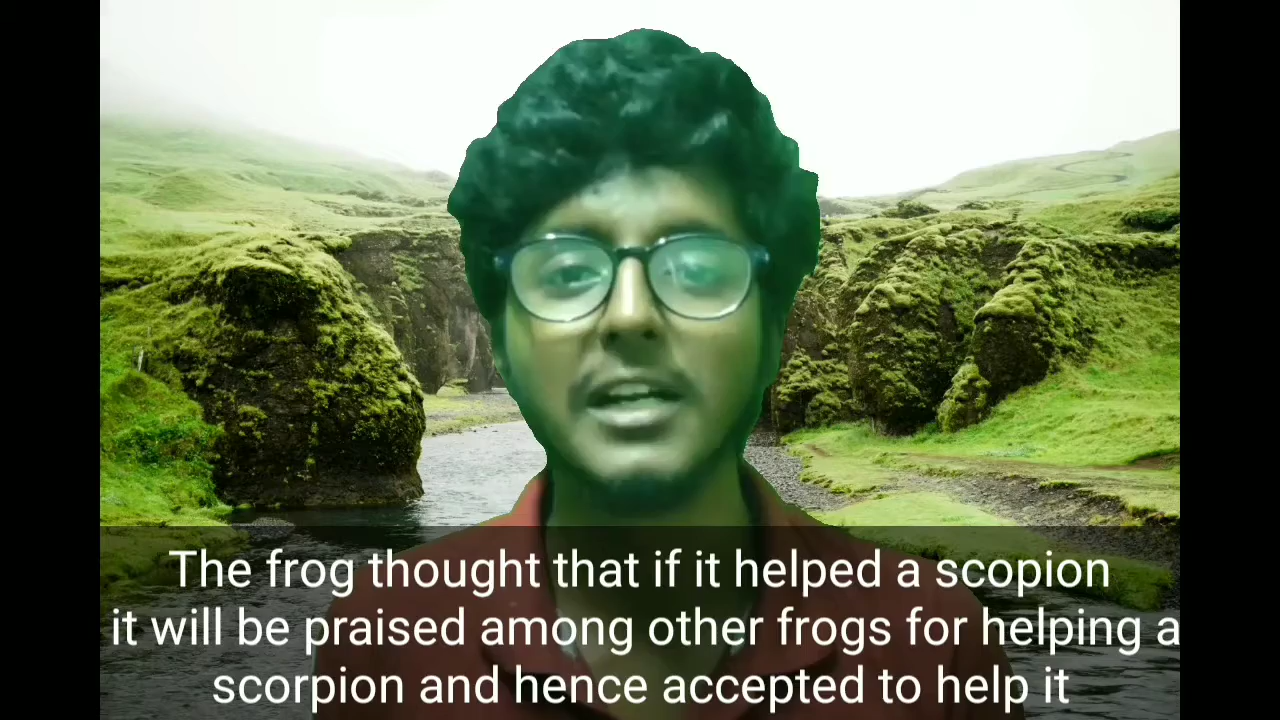 The frog thought that if it helped a scopion
it will be praised among other frogs for helping a
scorpion and hence accepted to help it